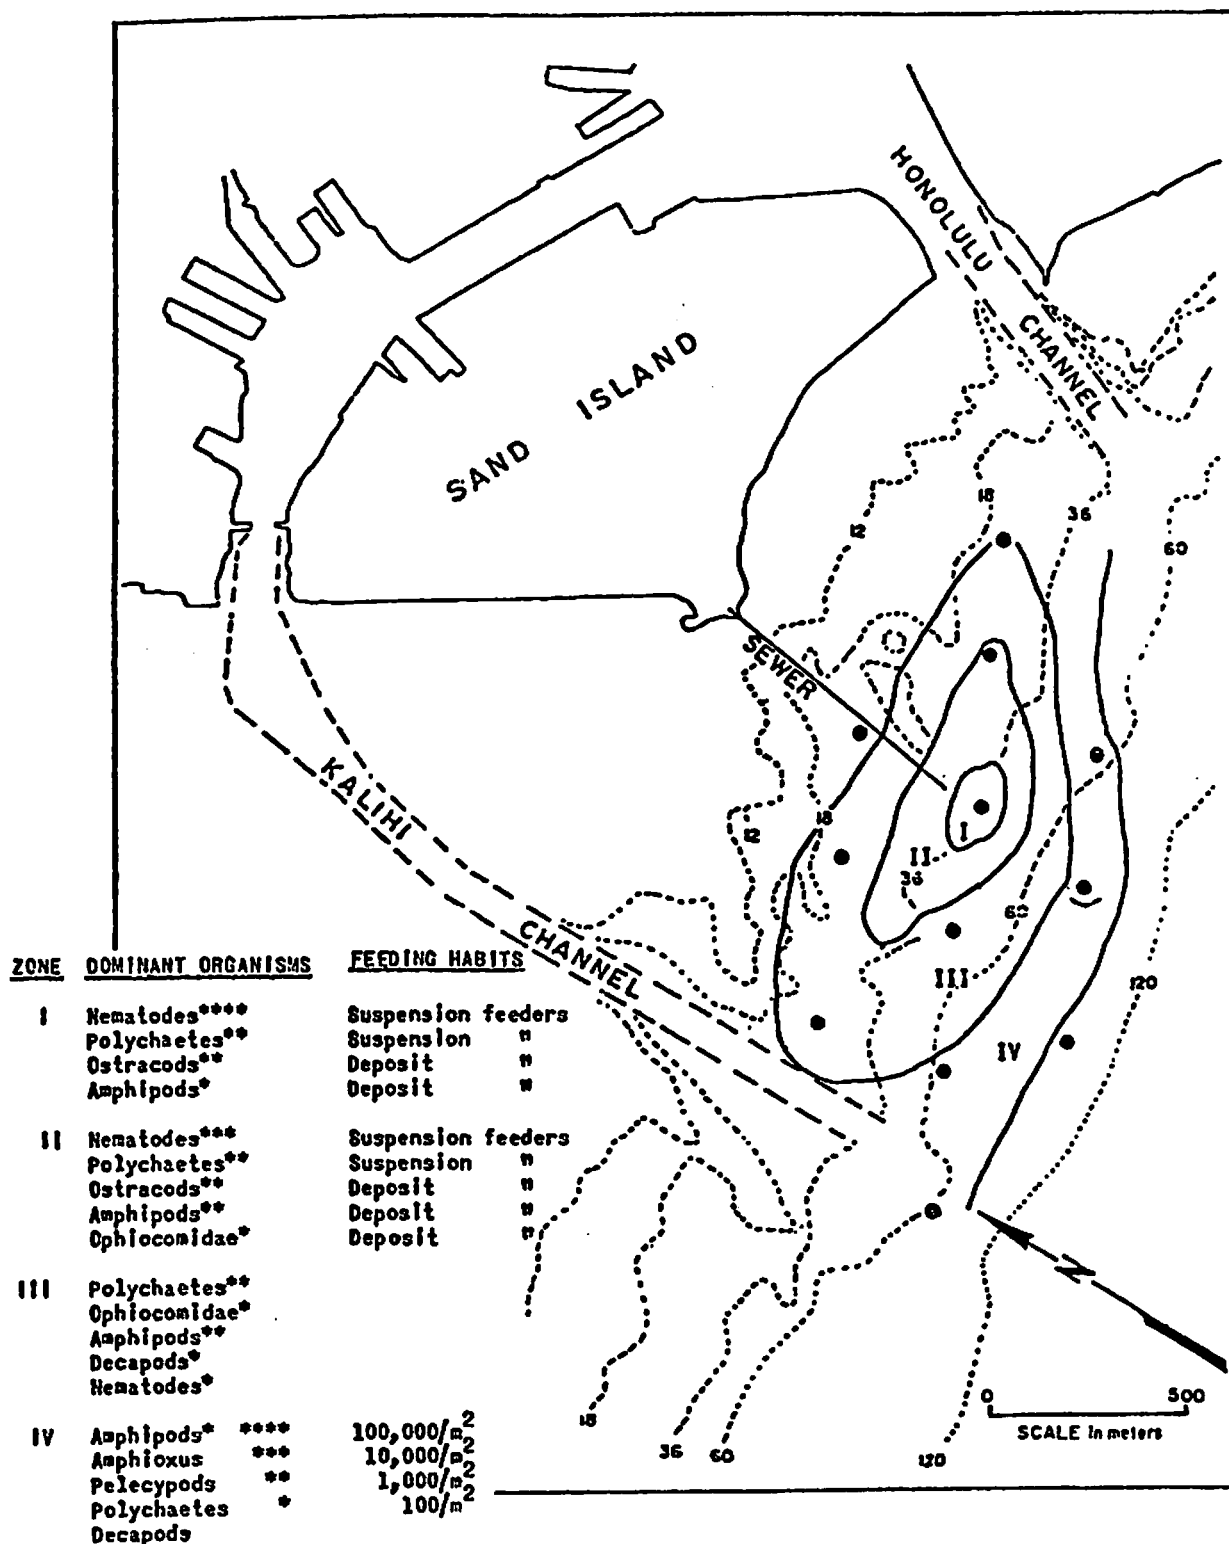 HONOLULU
CHANNEL
SAND ISLAND
18
36
12
60
SEWER
KALIHI
CHANNEL
18
12
I
II
36
60
III
120
IV
N
18
36
60
120
0 500
SCALE in meters
ZONE DOMINANT ORGANISMS FEEDING HABITS
I Nematodes**** Suspension feeders
Polychaetes** Suspension "
Ostracods** Deposit "
Amphipods* Deposit "
II Nematodes*** Suspension feeders
Polychaetes** Suspension "
Ostracods** Deposit "
Amphipods** Deposit "
Ophiocomidae* Deposit "
III Polychaetes**
Ophiocomidae*
Amphipods**
Decapods*
Nematodes*
IV Amphipods* **** 100,000/m²
Amphioxus *** 10,000/m²
Pelecypods ** 1,000/m²
Polychaetes * 100/m²
Decapods